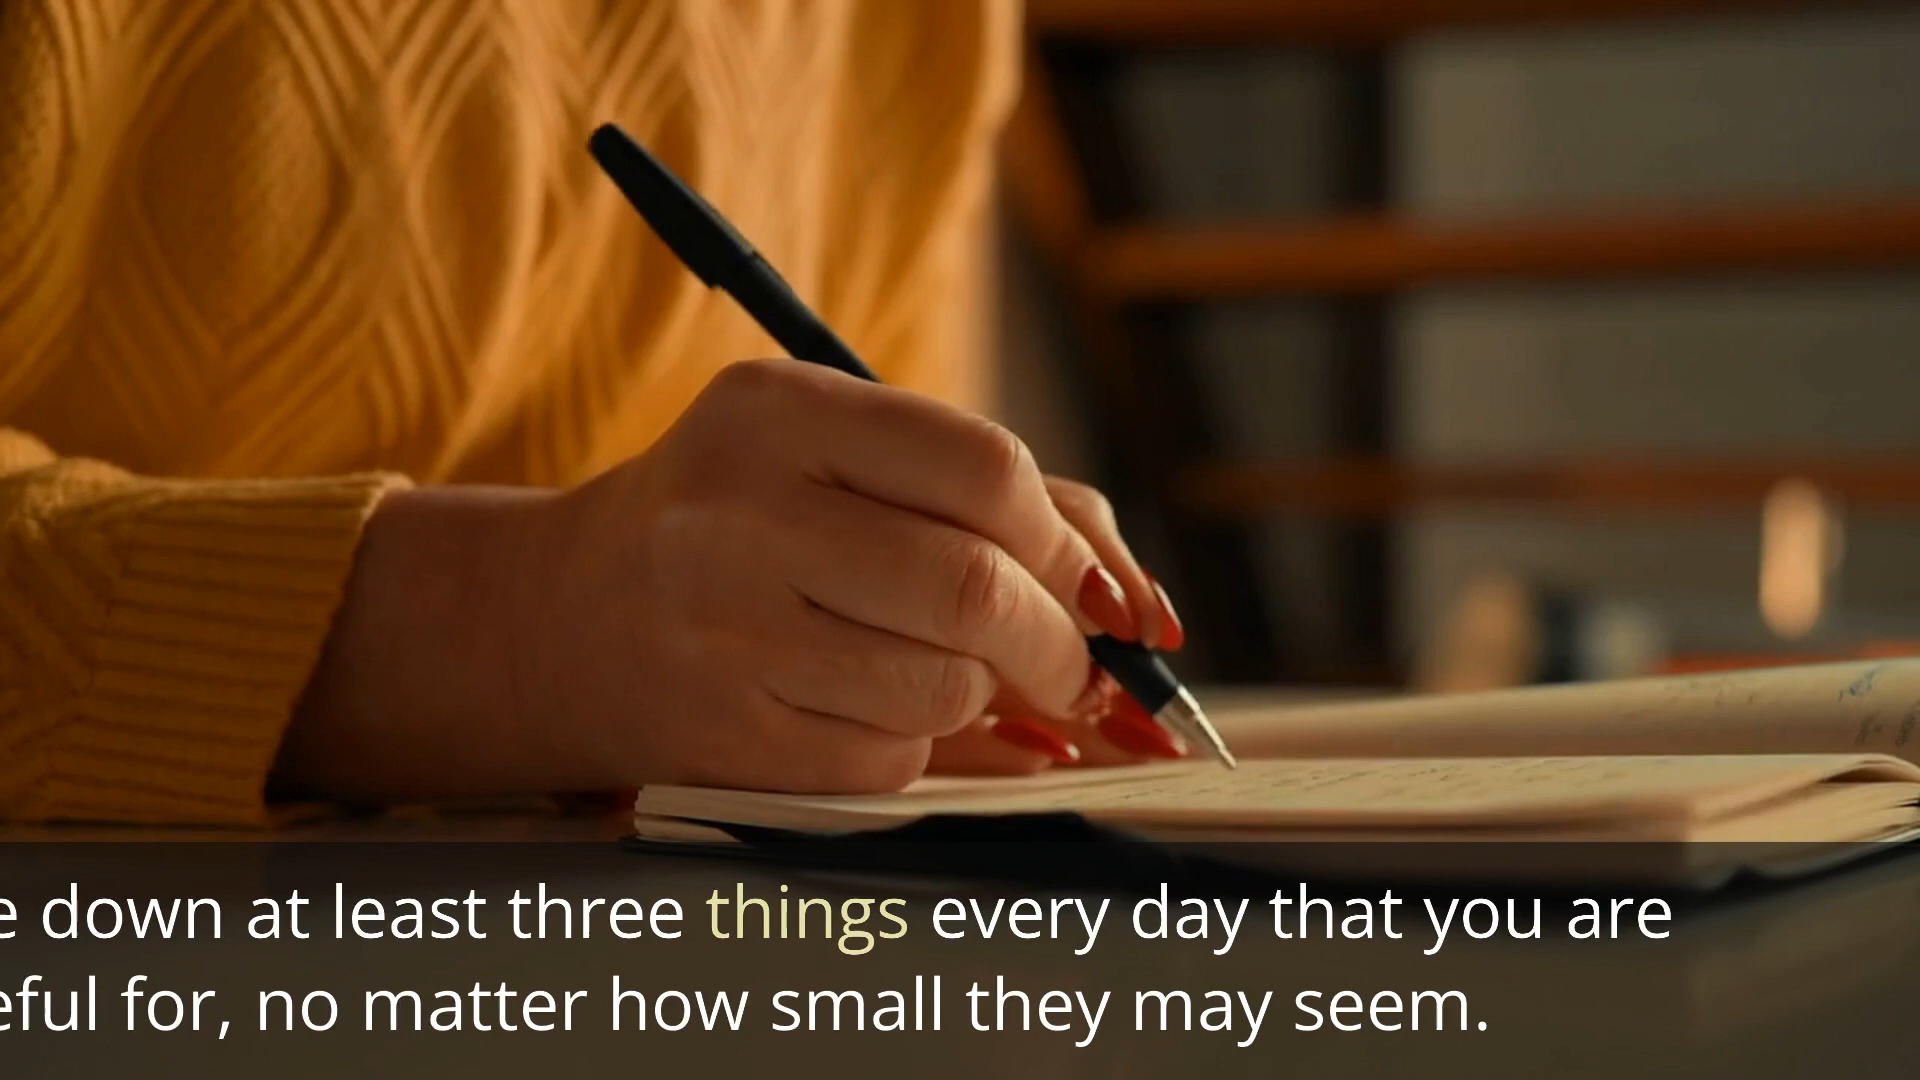 e down at least three things every day that you are
eful for, no matter how small they may seem.